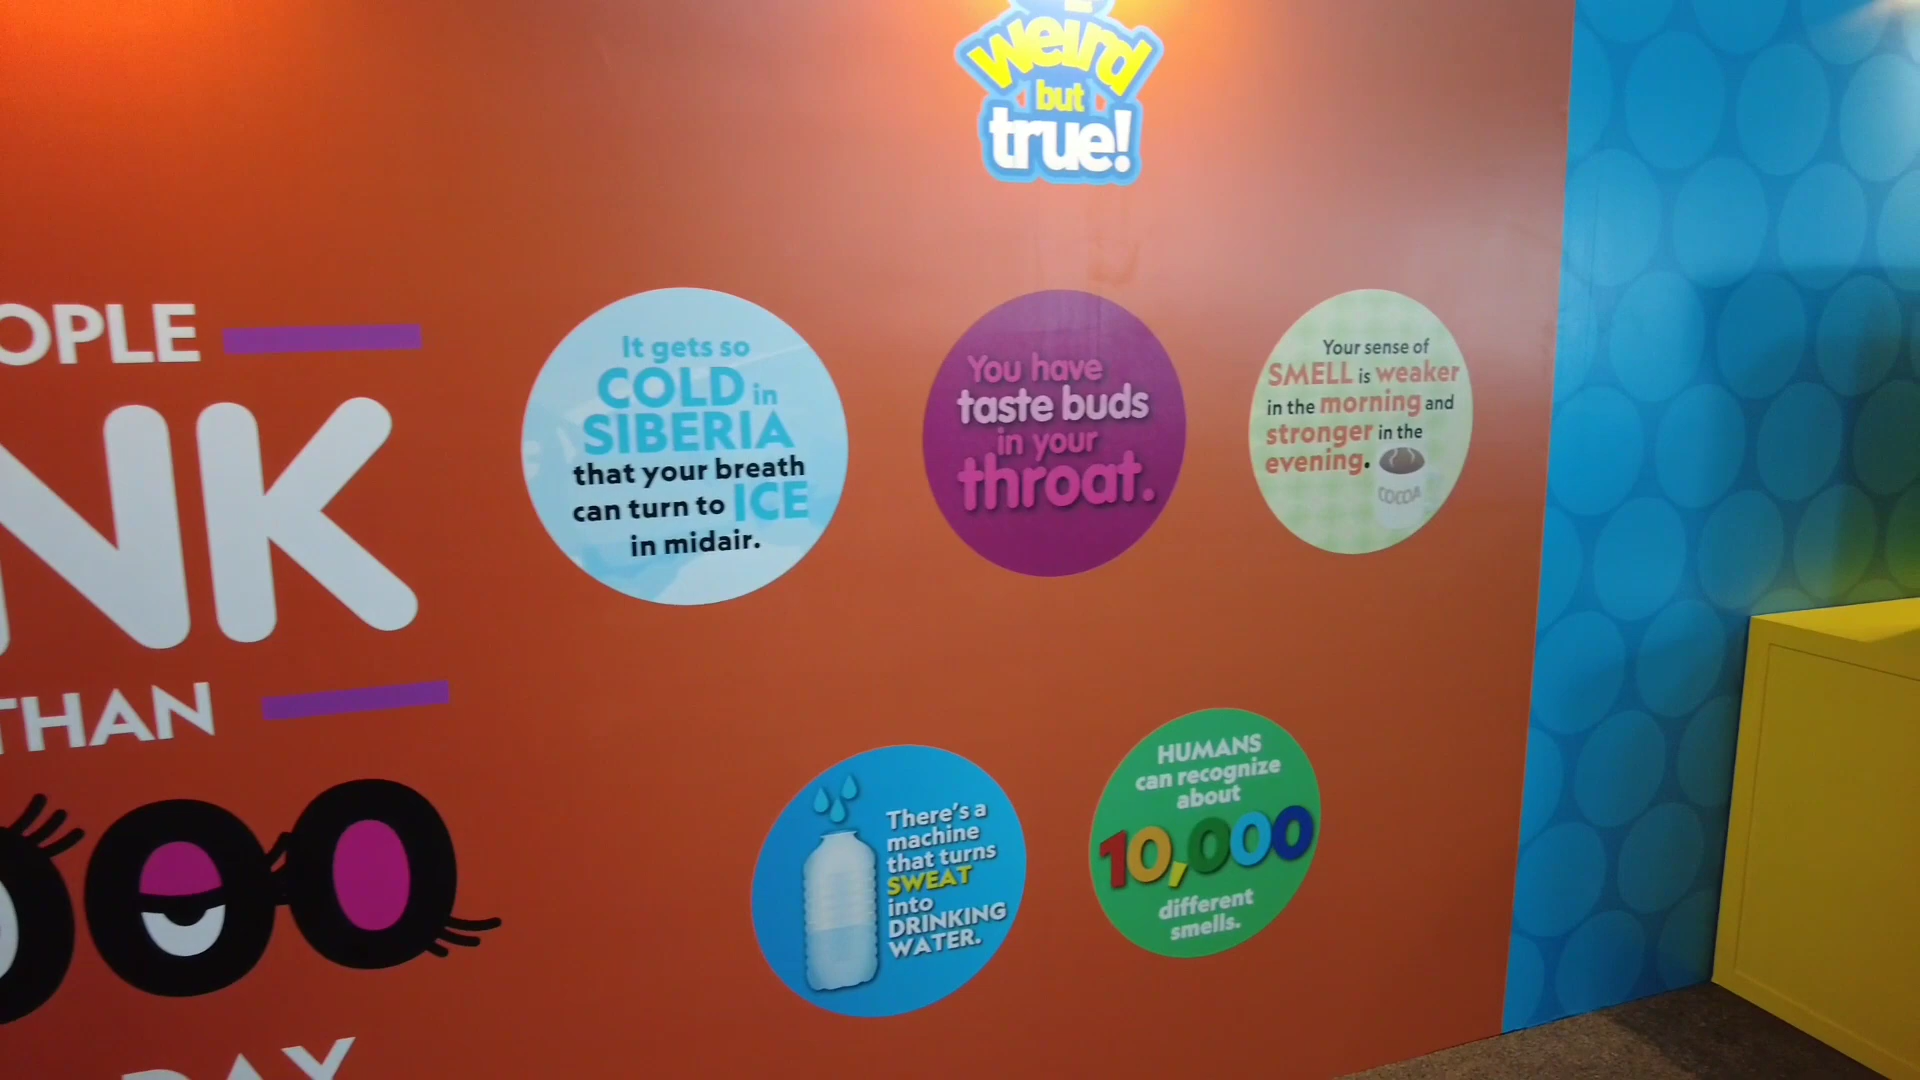 weird
but
true!
It gets so
COLD in
SIBERIA
that your breath
can turn to ICE
in midair.
You have
taste buds
in your
throat.
Your sense of
SMELL is weaker
in the morning and
stronger in the
evening.
COCOA
THAN
There's a
machine
that turns
SWEAT
into
DRINKING
WATER.
HUMANS
can recognize
about
10,000
different
smells.